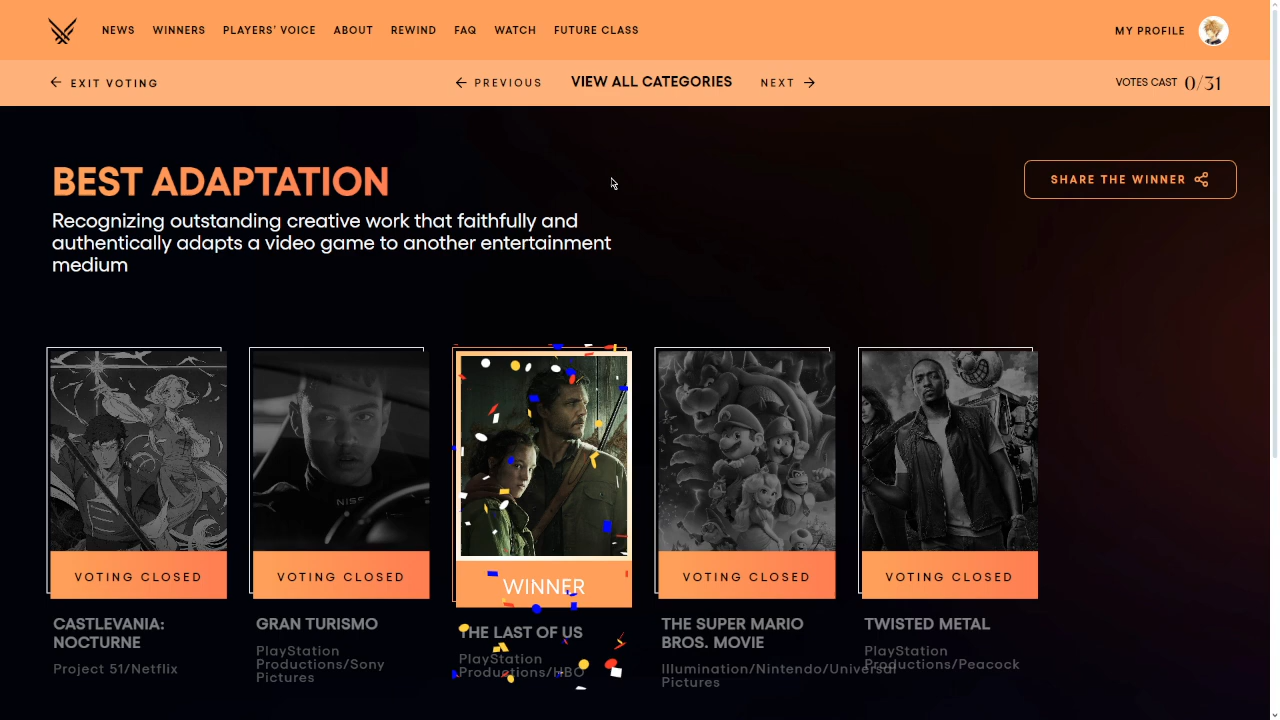 NEWS WINNERS PLAYERS' VOICE ABOUT REWIND FAQ WATCH FUTURE CLASS MY PROFILE
EXIT VOTING PREVIOUS VIEW ALL CATEGORIES NEXT VOTES CAST 0/31
BEST ADAPTATION
SHARE THE WINNER
Recognizing outstanding creative work that faithfully and
authentically adapts a video game to another entertainment
medium
NISS
VOTING CLOSED
CASTLEVANIA:
NOCTURNE
Project 51/Netflix
VOTING CLOSED
GRAN TURISMO
PlayStation
Productions/Sony
Pictures
WINNER
THE LAST OF US
PlayStation
Productions/HBO
VOTING CLOSED
THE SUPER MARIO
BROS. MOVIE
Illumination/Nintendo/Universal
Pictures
VOTING CLOSED
TWISTED METAL
PlayStation
Productions/Peacock